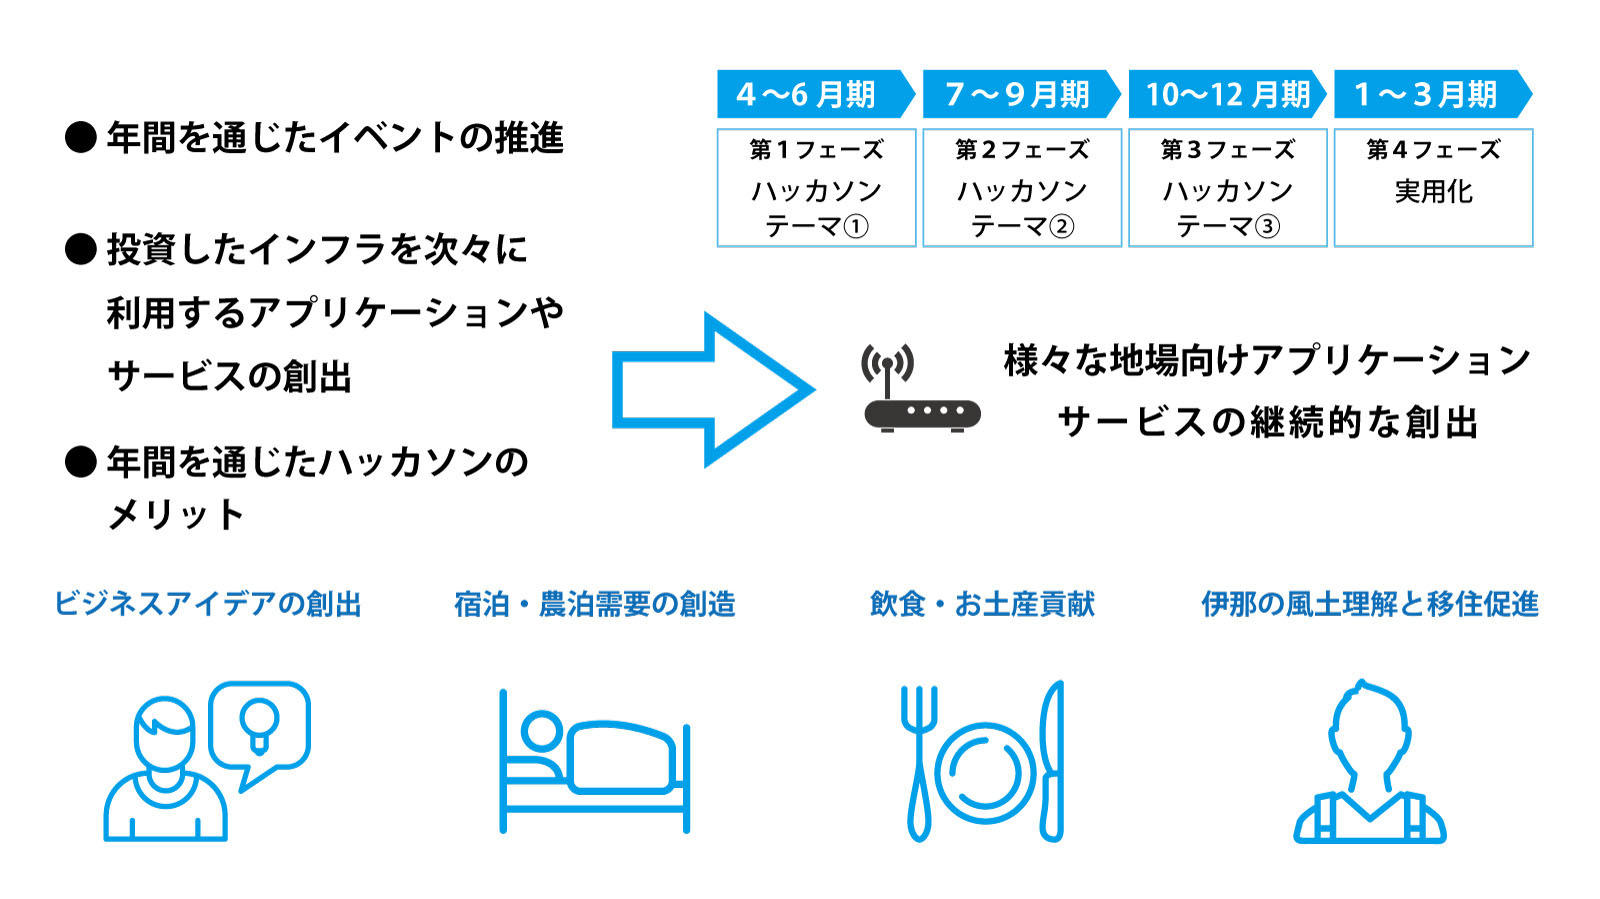 ● 年間を通じたイベントの推進
● 投資したインフラを次々に
利用するアプリケーションや
サービスの創出
● 年間を通じたハッカソンの
メリット
4～6月期
第1フェーズ
ハッカソン
テーマ①
7～9月期
第2フェーズ
ハッカソン
テーマ②
10～12月期
第3フェーズ
ハッカソン
テーマ③
1～3月期
第4フェーズ
実用化
様々な地場向けアプリケーション
サービスの継続的な創出
ビジネスアイデアの創出
宿泊・農泊需要の創造
飲食・お土産貢献
伊那の風土理解と移住促進